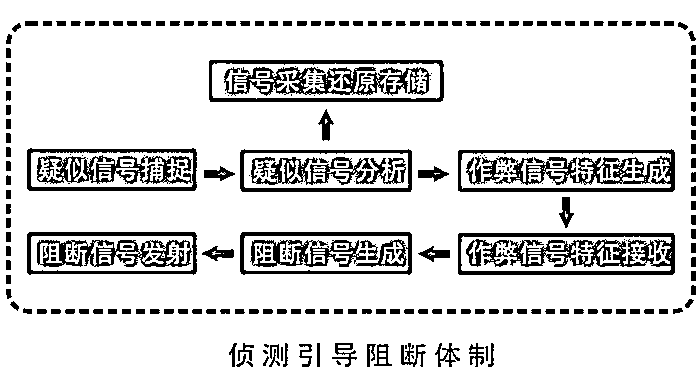 信号采集还原存储
疑似信号捕捉
疑似信号分析
作弊信号特征生成
阻断信号发射
阻断信号生成
作弊信号特征接收
侦测引导阻断体制